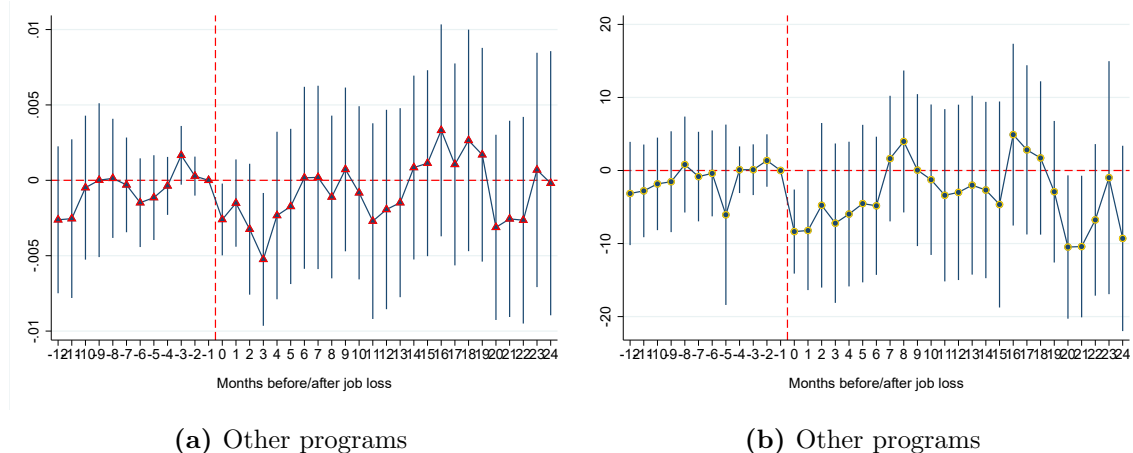 .01
.005
0
-.005
-.01
-12-11-10-9-8-7-6-5-4-3-2-1 0 1 2 3 4 5 6 7 8 9 10 11 12 13 14 15 16 17 18 19 20 21 22 23 24
Months before/after job loss
(a) Other programs
20
10
0
-10
-20
-12-11-10-9-8-7-6-5-4-3-2-1 0 1 2 3 4 5 6 7 8 9 10 11 12 13 14 15 16 17 18 19 20 21 22 23 24
Months before/after job loss
(b) Other programs